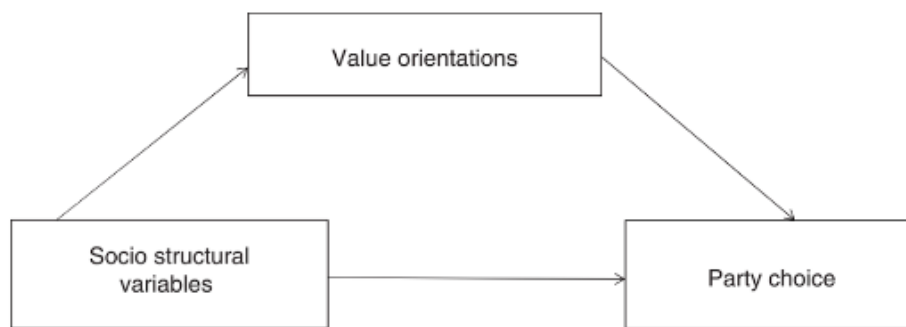 Value orientations
Socio structural
variables
Party choice